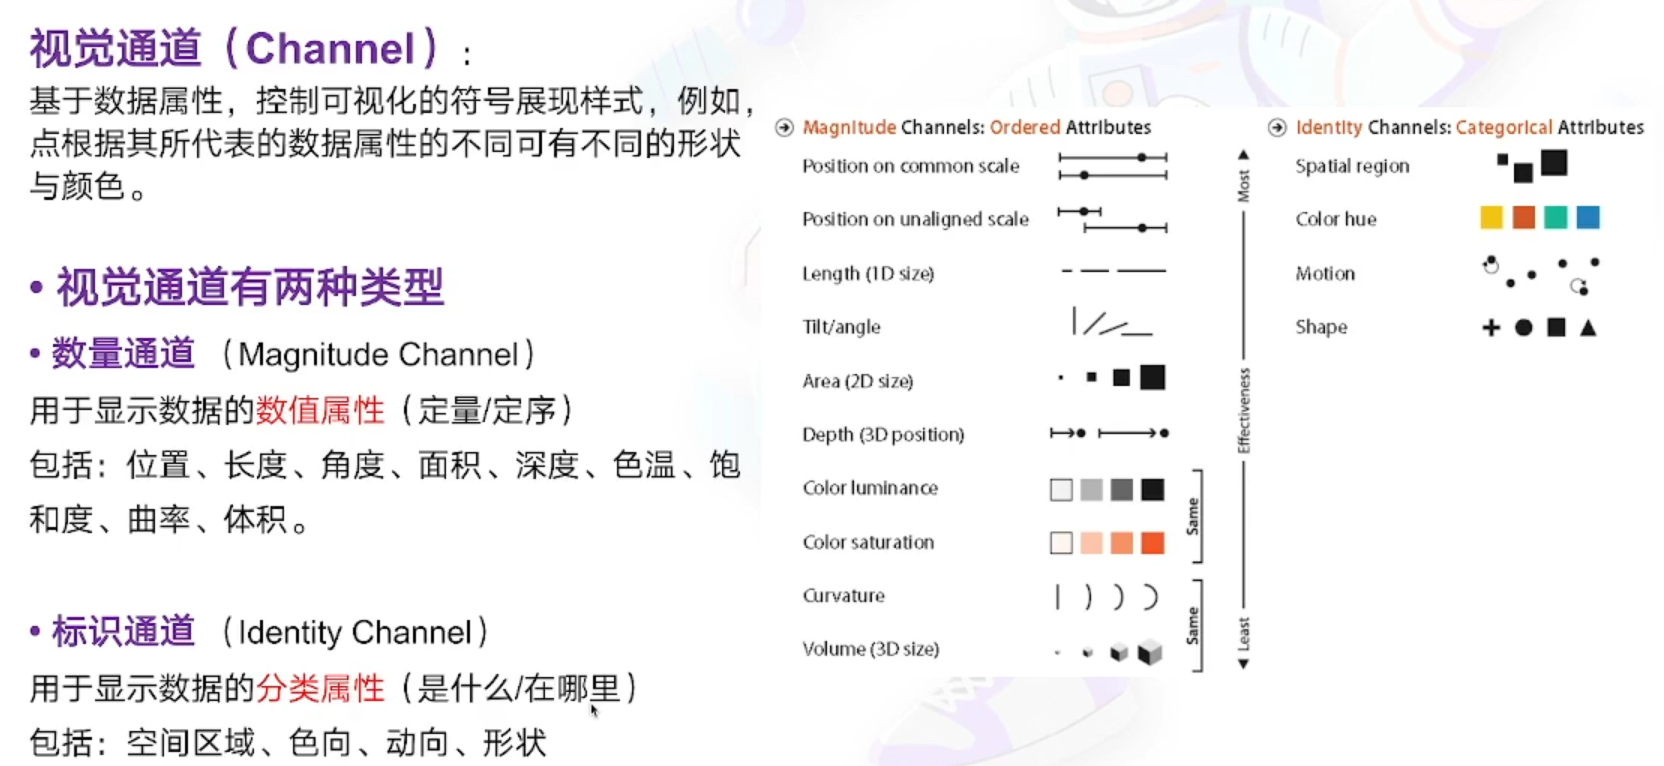 视觉通道（Channel）:
基于数据属性，控制可视化的符号展现样式，例如，
点根据其所代表的数据属性的不同可有不同的形状
与颜色。
• 视觉通道有两种类型
• 数量通道 （Magnitude Channel）
用于显示数据的数值属性（定量/定序）
包括：位置、长度、角度、面积、深度、色温、饱
和度、曲率、体积。
• 标识通道 （Identity Channel）
用于显示数据的分类属性（是什么/在哪里）
包括：空间区域、色向、动向、形状
Magnitude Channels: Ordered Attributes
Position on common scale
Position on unaligned scale
Length (1D size)
Tilt/angle
Area (2D size)
Depth (3D position)
Color luminance
Color saturation
Curvature
Volume (3D size)
Same
Same
Most
Effectiveness
Least
Identity Channels: Categorical Attributes
Spatial region
Color hue
Motion
Shape